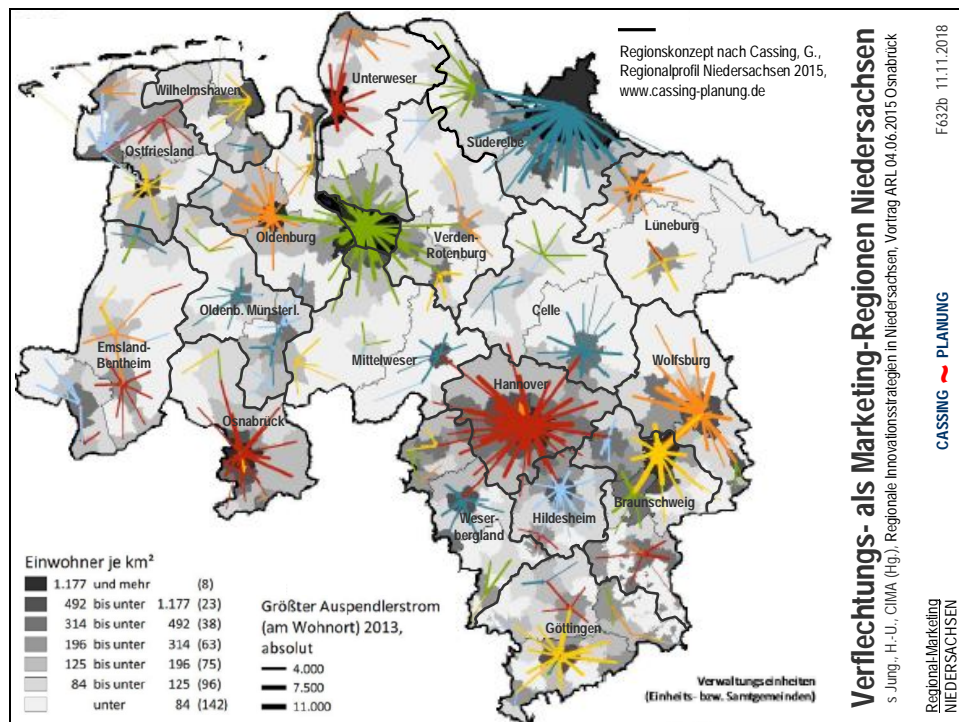 Regionskonzept nach Cassing, G.,
Regionalprofil Niedersachsen 2015,
www.cassing-planung.de
Unterweser
Wilhelmshaven
Süderelbe
Ostfriesland
Lüneburg
Oldenburg
Verden-
Rotenburg
Oldenb. Münsterl.
Celle
Emsland-
Bentheim
Mittelweser
Wolfsburg
Hannover
Osnabrück
Braunschweig
Weser-
bergland
Hildesheim
Göttingen
Einwohner je km²
1.177 und mehr (8)
492 bis unter 1.177 (23)
314 bis unter 492 (38)
196 bis unter 314 (63)
125 bis unter 196 (75)
84 bis unter 125 (96)
unter 84 (142)
Größter Auspendlerstrom
(am Wohnort) 2013,
absolut
4.000
7.500
11.000
Verwaltungseinheiten
(Einheits- bzw. Samtgemeinden)
Verflechtungs- als Marketing-Regionen Niedersachsen
s Jung., H.-U., CIMA (Hg.), Regionale Innovationsstrategien in Niedersachsen, Vortrag ARL 04.06.2015 Osnabrück
Regional-Marketing
NIEDERSACHSEN
CASSING ~ PLANUNG
F632b 11.11.2018